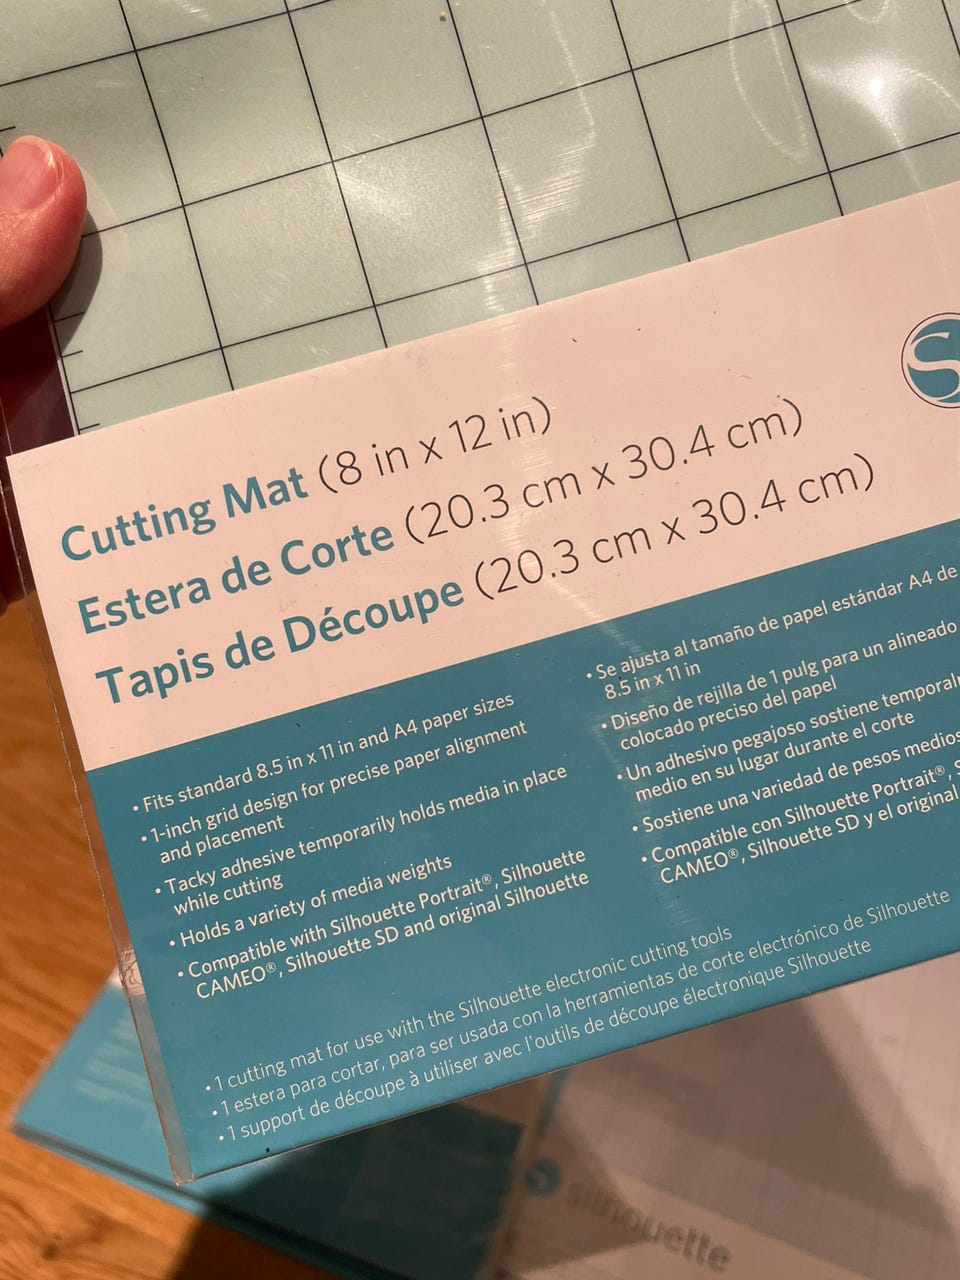 Cutting Mat (8 in x 12 in)
Estera de Corte (20.3 cm x 30.4 cm)
Tapis de Découpe (20.3 cm x 30.4 cm)
• Fits standard 8.5 in x 11 in and A4 paper sizes
• 1-inch grid design for precise paper alignment
and placement
• Tacky adhesive temporarily holds media in place
while cutting
• Holds a variety of media weights
• Compatible with Silhouette Portrait®, Silhouette
CAMEO®, Silhouette SD and original Silhouette
• Se ajusta al tamaño de papel estándar A4 de
8.5 in x 11 in
• Diseño de rejilla de 1 pulg para un alineado
colocado preciso del papel
• Un adhesivo pegajoso sostiene
medio en su lugar durante el corte
• Sostiene una variedad de pesos medios
• Compatible con Silhouette Portrait®,
CAMEO®, Silhouette SD y el original
• 1 cutting mat for use with the Silhouette electronic cutting tools
• 1 estera para cortar, para ser usada con la herramientas de corte electrónico de Silhouette
• 1 support de découpe à utiliser avec l'outils de découpe électronique Silhouette
silhouette